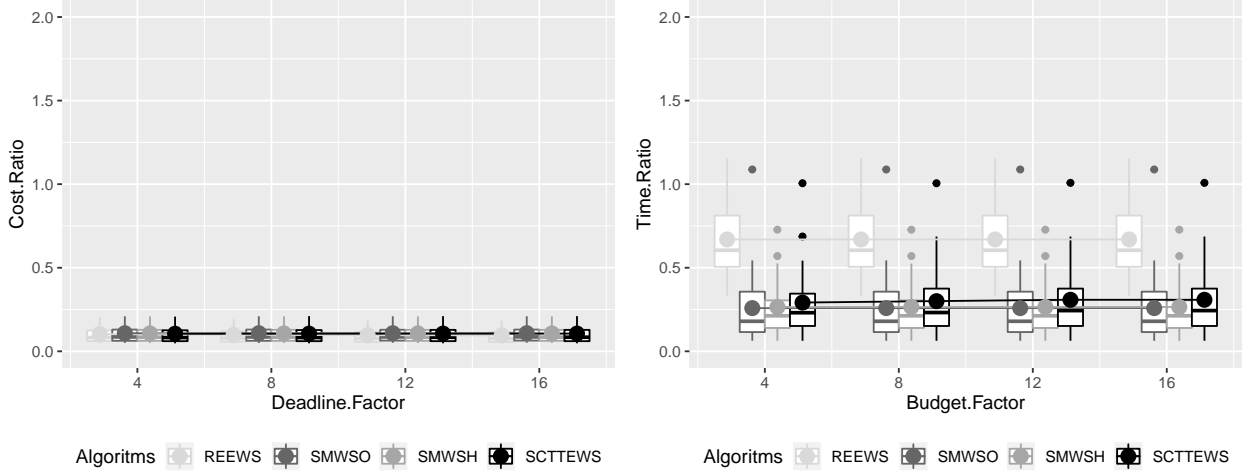 2.0
1.5
1.0
0.5
0.0
Cost.Ratio
4 8 12 16
Deadline.Factor
Algoritms REEWS SMWSO SMWSH SCTTEWS
2.0
1.5
1.0
0.5
0.0
Time.Ratio
4 8 12 16
Budget.Factor
Algoritms REEWS SMWSO SMWSH SCTTEWS